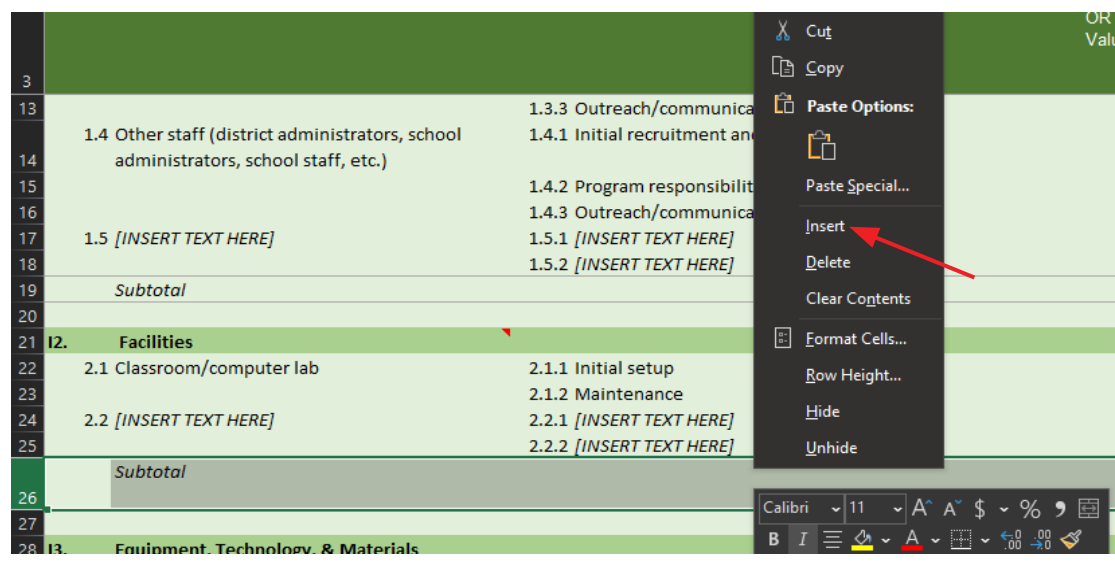 OR
Valu
3
13 1.3.3 Outreach/communica
1.4 Other staff (district administrators, school 1.4.1 Initial recruitment an
14 administrators, school staff, etc.)
15 1.4.2 Program responsibilit
16 1.4.3 Outreach/communica
17 1.5 [INSERT TEXT HERE] 1.5.1 [INSERT TEXT HERE]
18 1.5.2 [INSERT TEXT HERE]
19 Subtotal
20
21 I2. Facilities
22 2.1 Classroom/computer lab 2.1.1 Initial setup
23 2.1.2 Maintenance
24 2.2 [INSERT TEXT HERE] 2.2.1 [INSERT TEXT HERE]
25 2.2.2 [INSERT TEXT HERE]
Subtotal
26
27
28 I3. Equipment, Technology, & Materials
Cut
Copy
Paste Options:
Paste Special...
Insert
Delete
Clear Contents
Format Cells...
Row Height...
Hide
Unhide
Calibri 11 A A $ % 9
B I A .00 .00